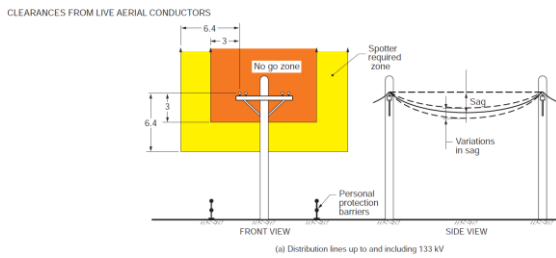 CLEARANCES FROM LIVE AERIAL CONDUCTORS
6.4
3
No go zone
Spotter
required
zone
3
6.4
Sag
Variations
in sag
Personal
protection
barriers
FRONT VIEW
SIDE VIEW
(a) Distribution lines up to and including 133 kV